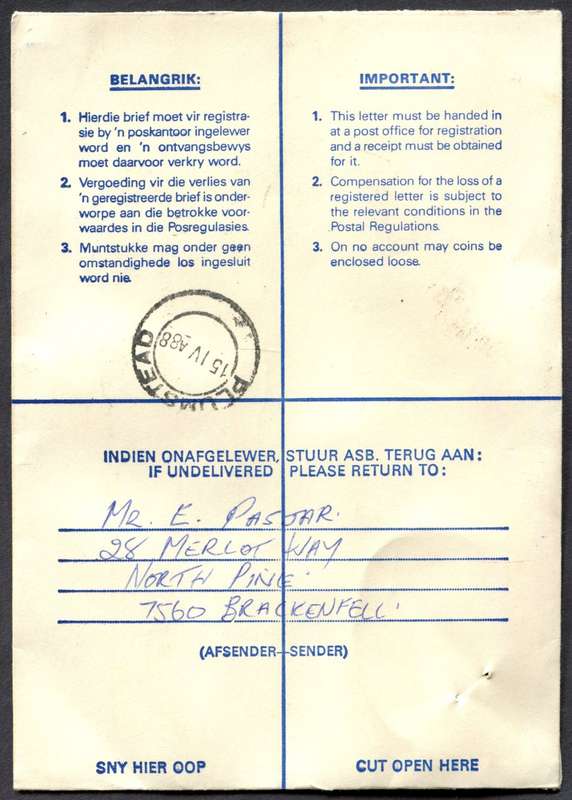 BELANGRIK:
1. Hierdie brief moet vir registra-
sie by 'n poskantoor ingelewer
word en 'n ontvangsbewys
moet daarvoor verkry word.
2. Vergoeding vir die verlies van
'n geregistreerde brief is onder-
worpe aan die betrokke voor-
waardes in die Posregulasies.
3. Muntstukke mag onder geen
omstandighede los ingesluit
word nie.
IMPORTANT:
1. This letter must be handed in
at a post office for registration
and a receipt must be obtained
for it.
2. Compensation for the loss of a
registered letter is subject to
the relevant conditions in the
Postal Regulations.
3. On no account may coins be
enclosed loose.
PLUMSTEAD
15 IV A88
INDIEN ONAFGELEWER, STUUR ASB. TERUG AAN:
IF UNDELIVERED PLEASE RETURN TO:
MR. E. PASTAR.
28 MERLOT WAY
NORTH PINE.
7560 BRACKENFELL.
(AFSENDER—SENDER)
SNY HIER OOP
CUT OPEN HERE